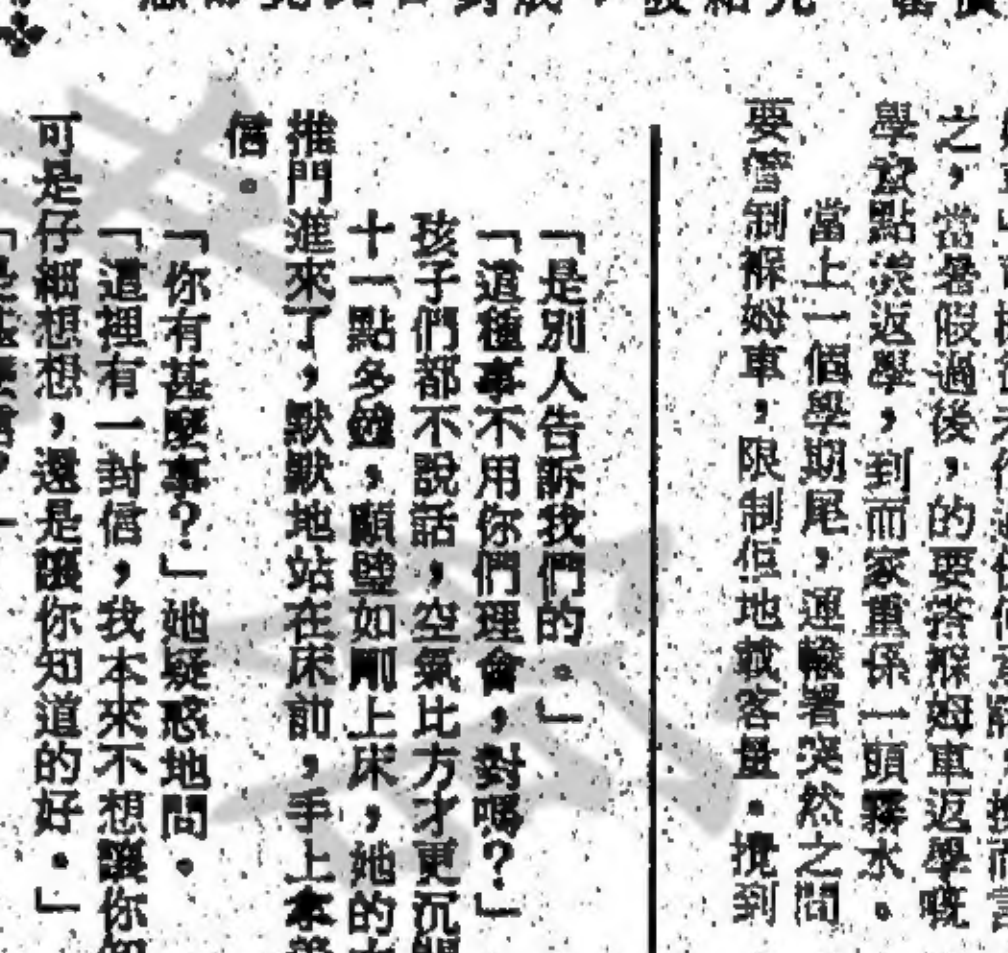 之，當暑假過後，的要搭褓姆車返學嘅
學歡點樣返學，到而家重係一頭霧水。
當上一個學期尾，運輸署突然之間
要管制褓姆車，限制佢地載客量。攪到
「是別人告訴我們的。」
「這種事不用你們理會，對嗎？」
孩子們都不說話，空氣比方才更沉
十一點多鐘，顧璧如剛上床，她的
推門進來了，默默地站在床前，手上拿
信。
「你有甚麼事？」她疑惑地問。
「這裡有一封信，我本來不想讓你
可是仔細想想，還是讓你知道的好。」